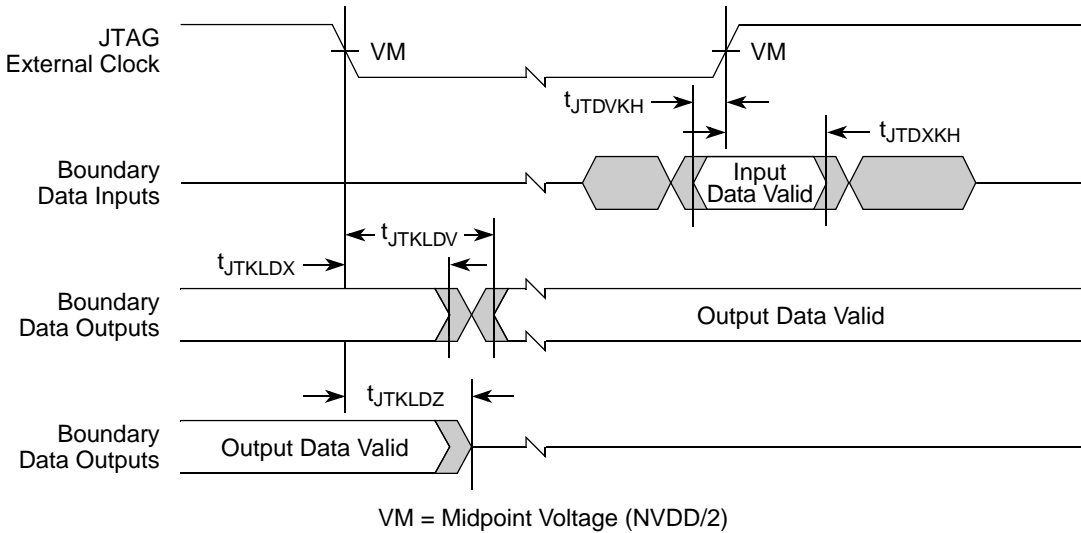 JTAG
External Clock
VM
VM
tJTDVKH
tJTDXKH
Boundary
Data Inputs
Input
Data Valid
tJTKLDV
tJTKLDX
Boundary
Data Outputs
Output Data Valid
tJTKLDZ
Boundary
Data Outputs
Output Data Valid
VM = Midpoint Voltage (NVDD/2)